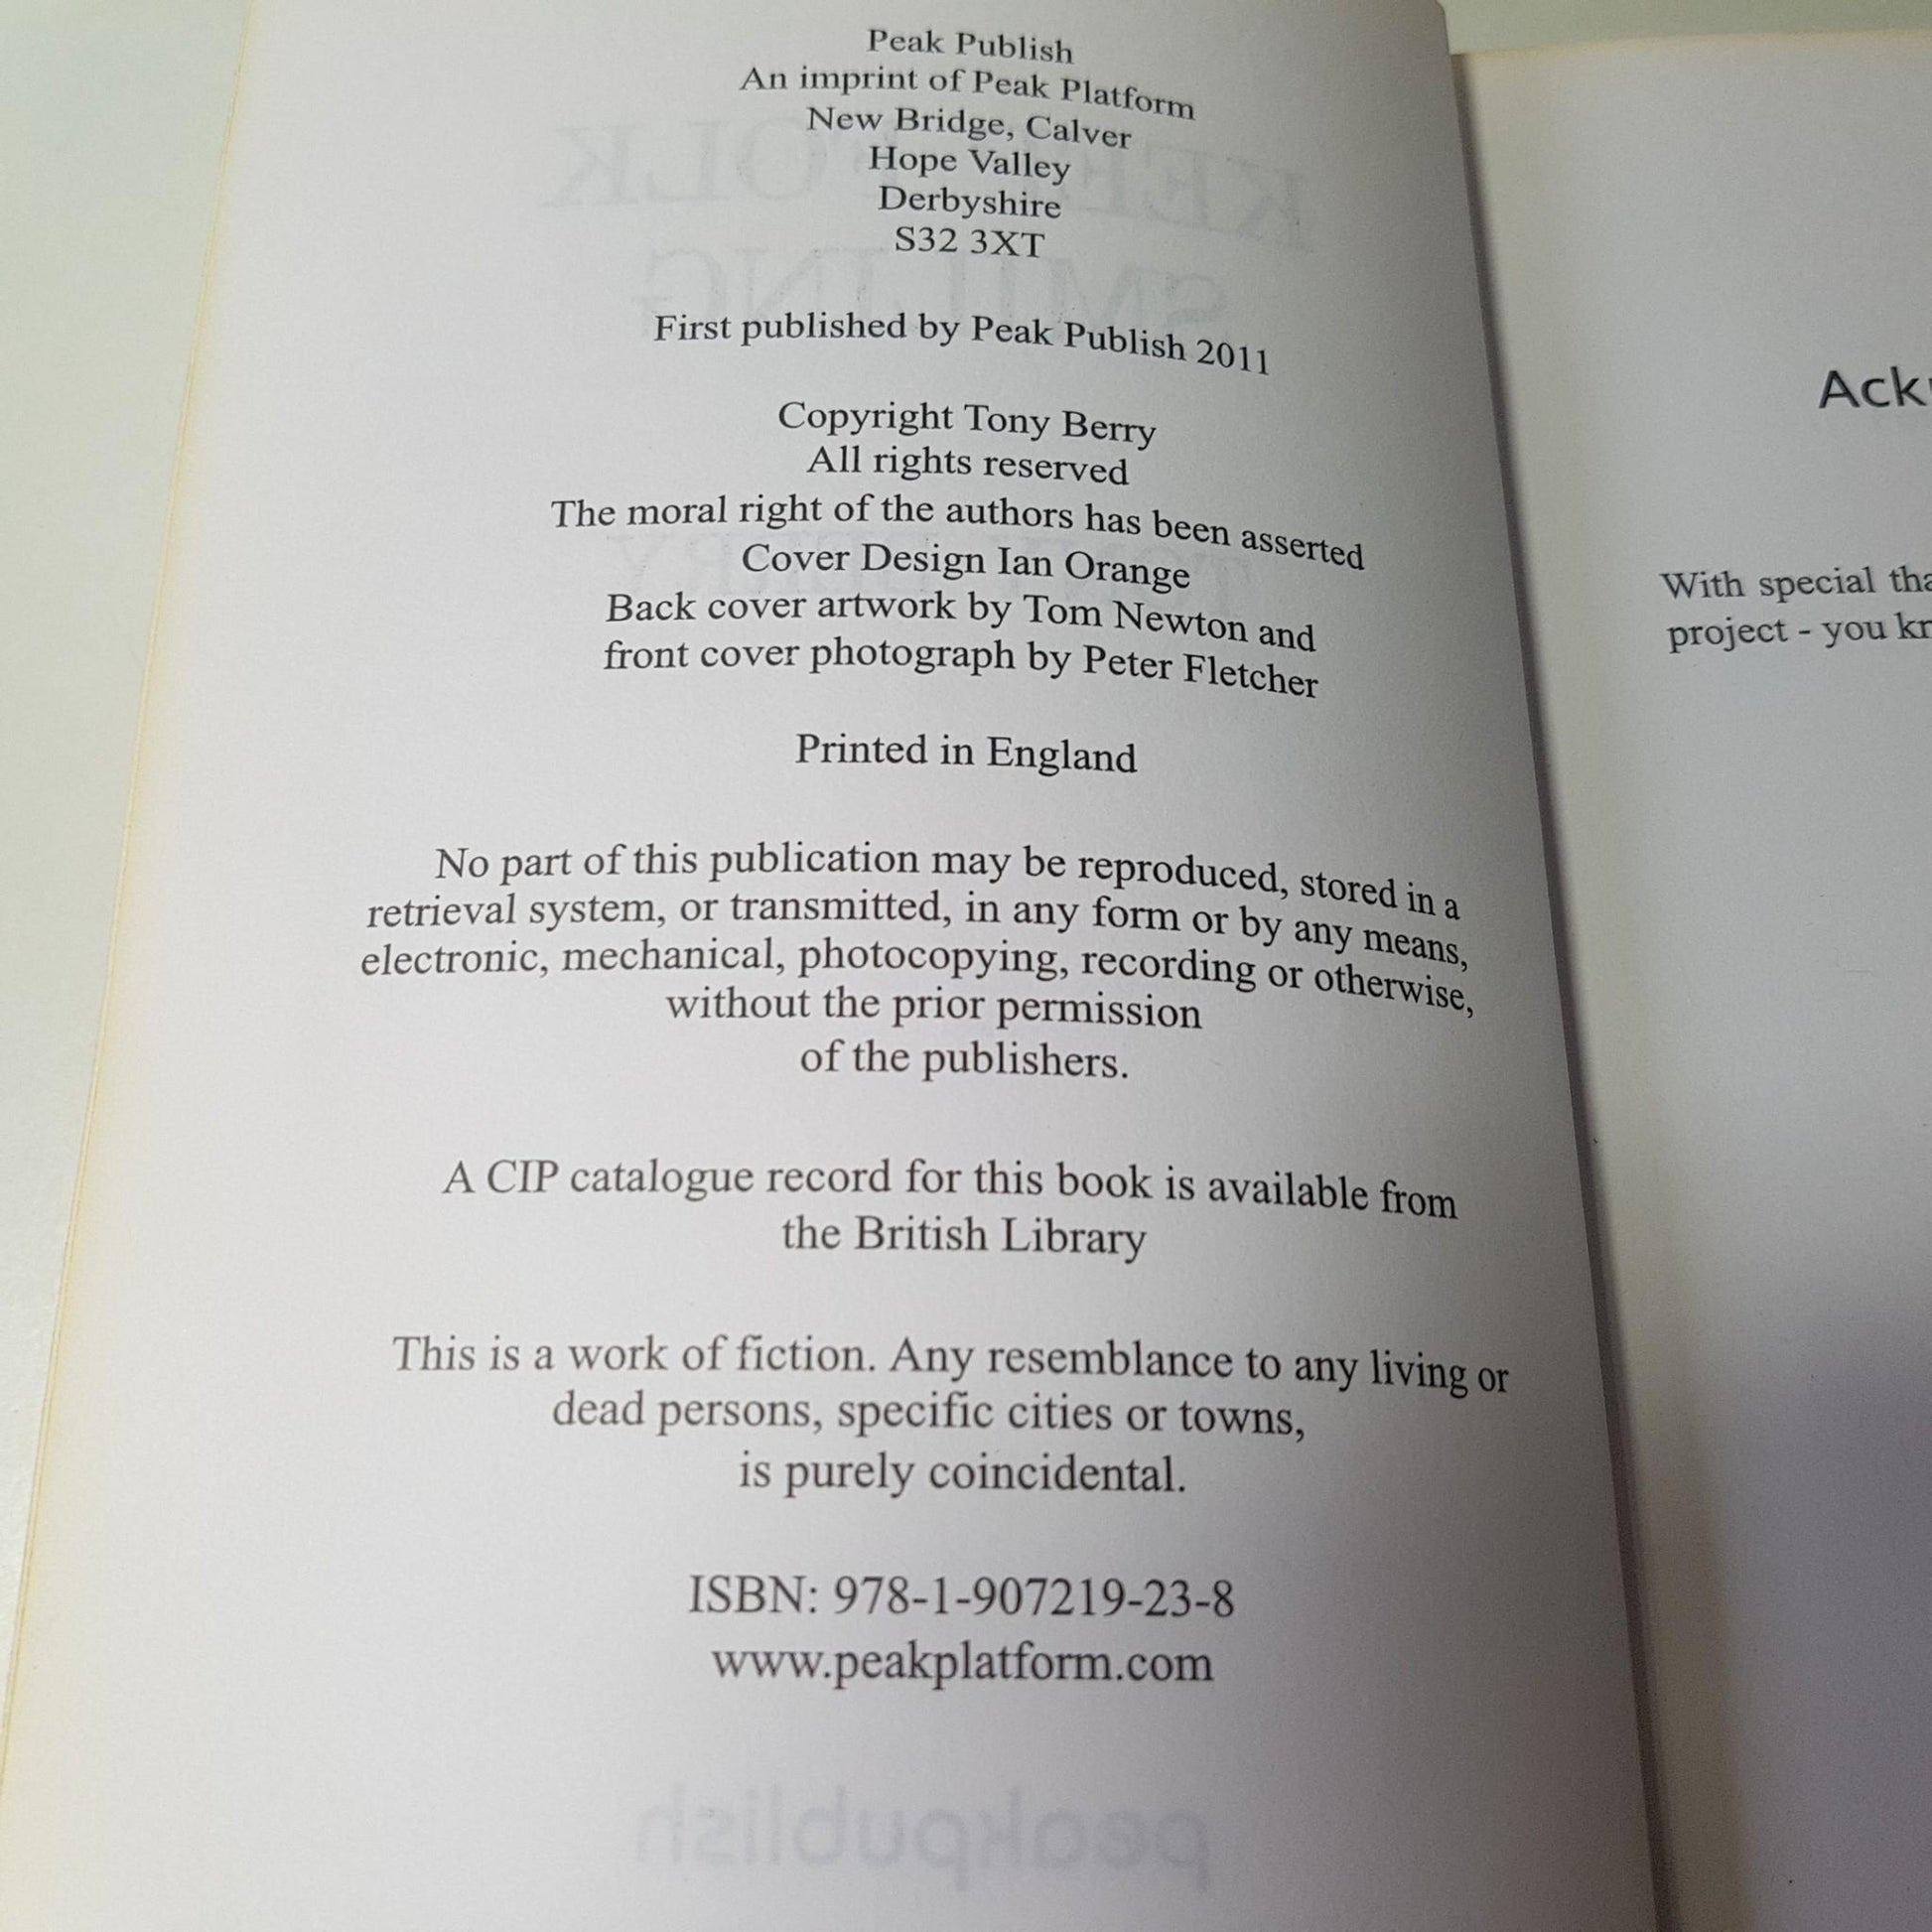 Peak Publish
An imprint of Peak Platform
New Bridge, Calver
Hope Valley
Derbyshire
S32 3XT
First published by Peak Publish 2011
Copyright Tony Berry
All rights reserved
The moral right of the authors has been asserted
Cover Design Ian Orange
Back cover artwork by Tom Newton and
front cover photograph by Peter Fletcher
Printed in England
No part of this publication may be reproduced, stored in a
retrieval system, or transmitted, in any form or by any means,
electronic, mechanical, photocopying, recording or otherwise,
without the prior permission
of the publishers.
A CIP catalogue record for this book is available from
the British Library
This is a work of fiction. Any resemblance to any living or
dead persons, specific cities or towns,
is purely coincidental.
ISBN: 978-1-907219-23-8
www.peakplatform.com
peakpublish
With special
project - you